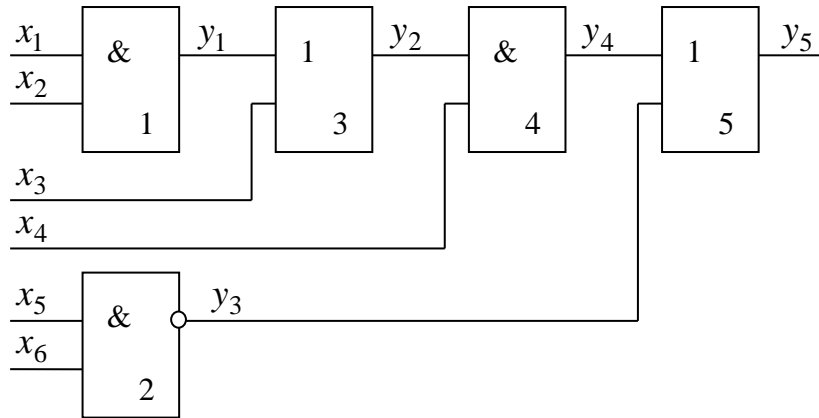 x₁ & y₁ 1 y₂ & y₄ 1 y₅
x₂
1 3 4 5
x₃
x₄
x₅ & y₃
x₆
2